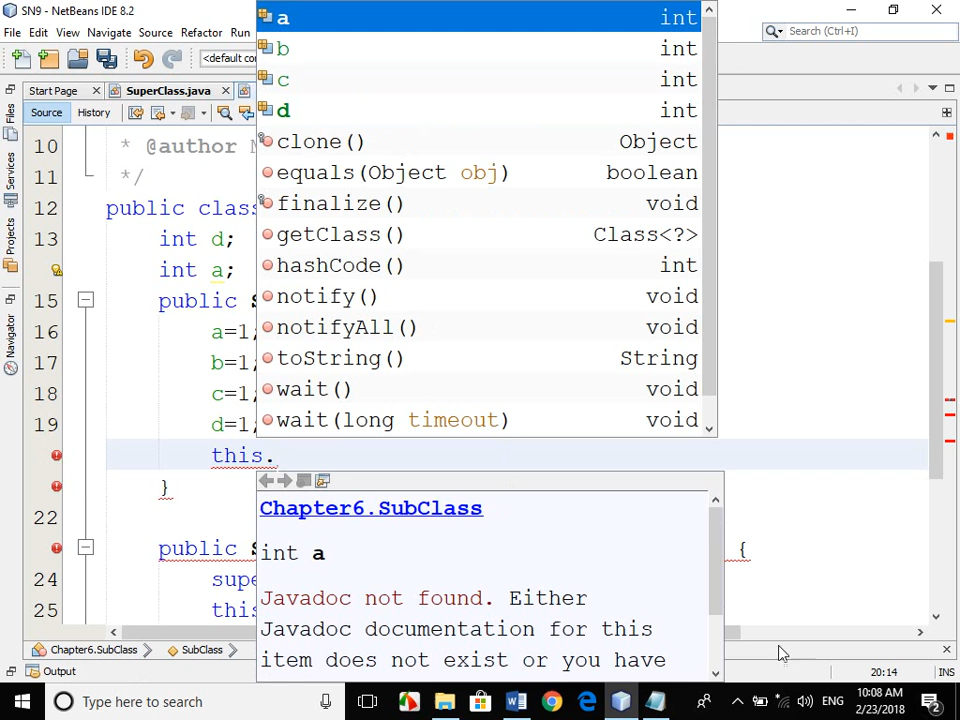 SN9 - NetBeans IDE 8.2
File Edit View Navigate Source Refactor Run
Search (Ctrl+I)
<default co
Start Page
SuperClass.java
Source History
Files
Services
Projects
Navigator
a int
b int
c int
d int
clone() Object
equals(Object obj) boolean
finalize() void
getClass() Class<?>
hashCode() int
notify() void
notifyAll() void
toString() String
wait() void
wait(long timeout) void
10 * @author
11 */
12 public class
13 int d;
int a;
15 public
16 a=1;
17 b=1;
18 c=1;
19 d=1;
this.
}
22
public {
24 supe
25 this
Chapter6.SubClass
int a
Javadoc not found. Either
Javadoc documentation for this
item does not exist or you have
Chapter6.SubClass SubClass
Output
20:14 INS
Type here to search
ENG
10:08 AM
2/23/2018
2